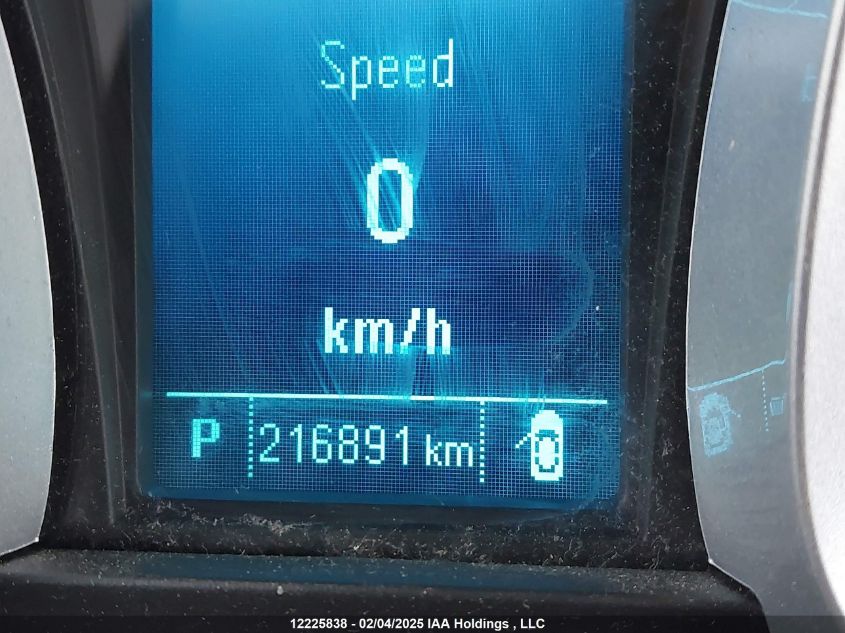 Speed
0
km/h
P 216891 km
12225838 - 02/04/2025 IAA Holdings , LLC